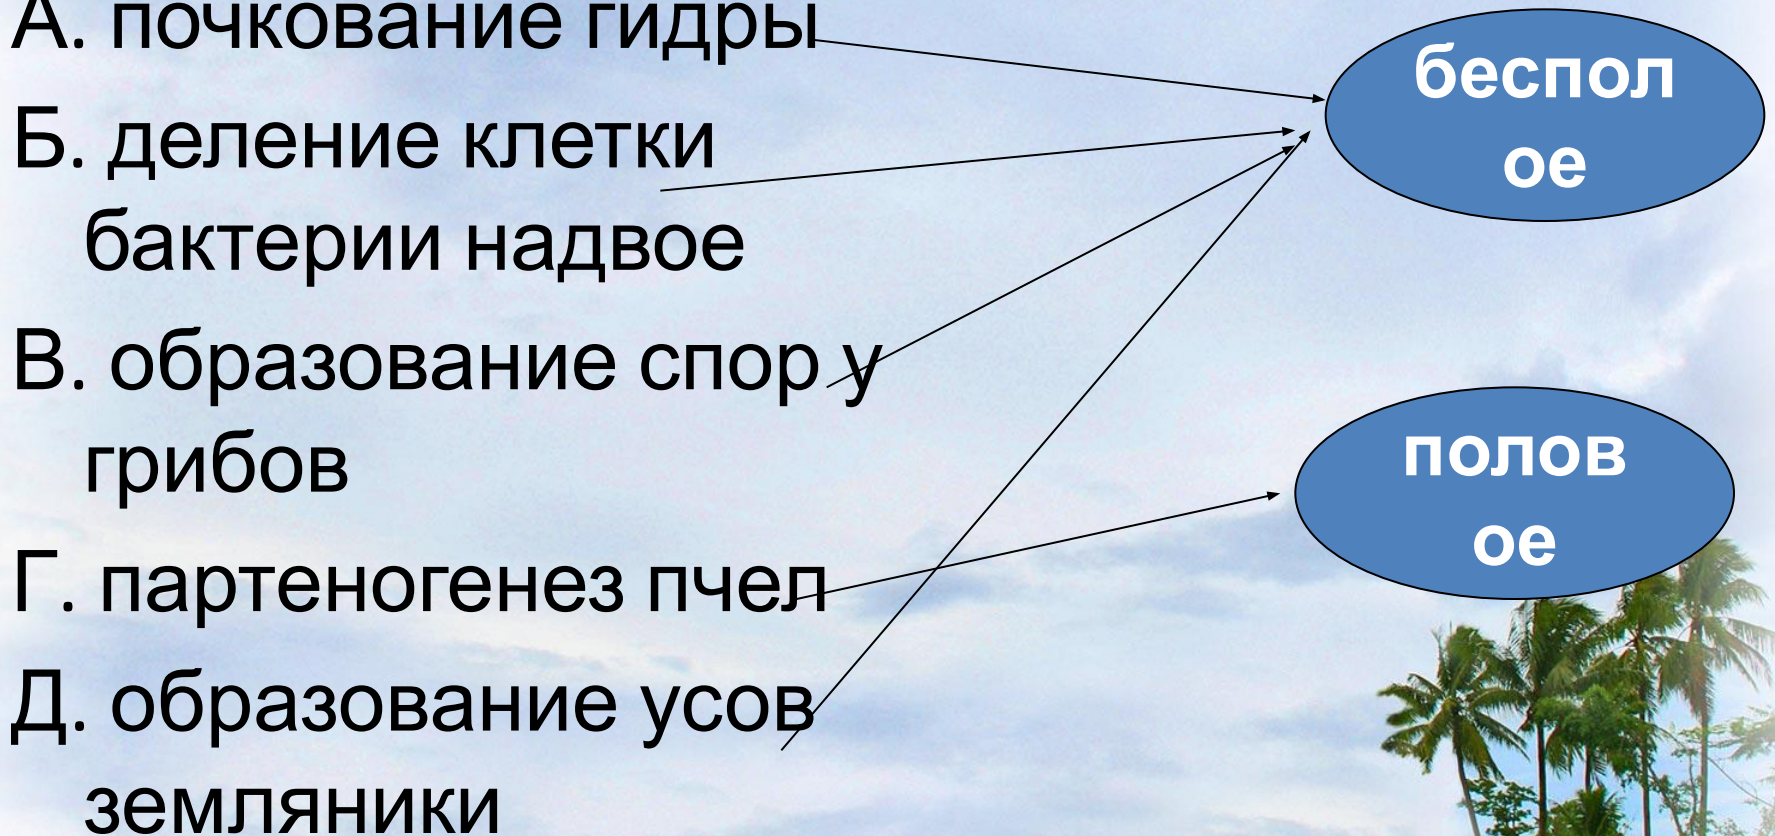 А. почкование гидры
Б. деление клетки
бактерии надвое
В. образование спор у
грибов
Г. партеногенез пчел
Д. образование усов
земляники
беспол
ое
полов
ое